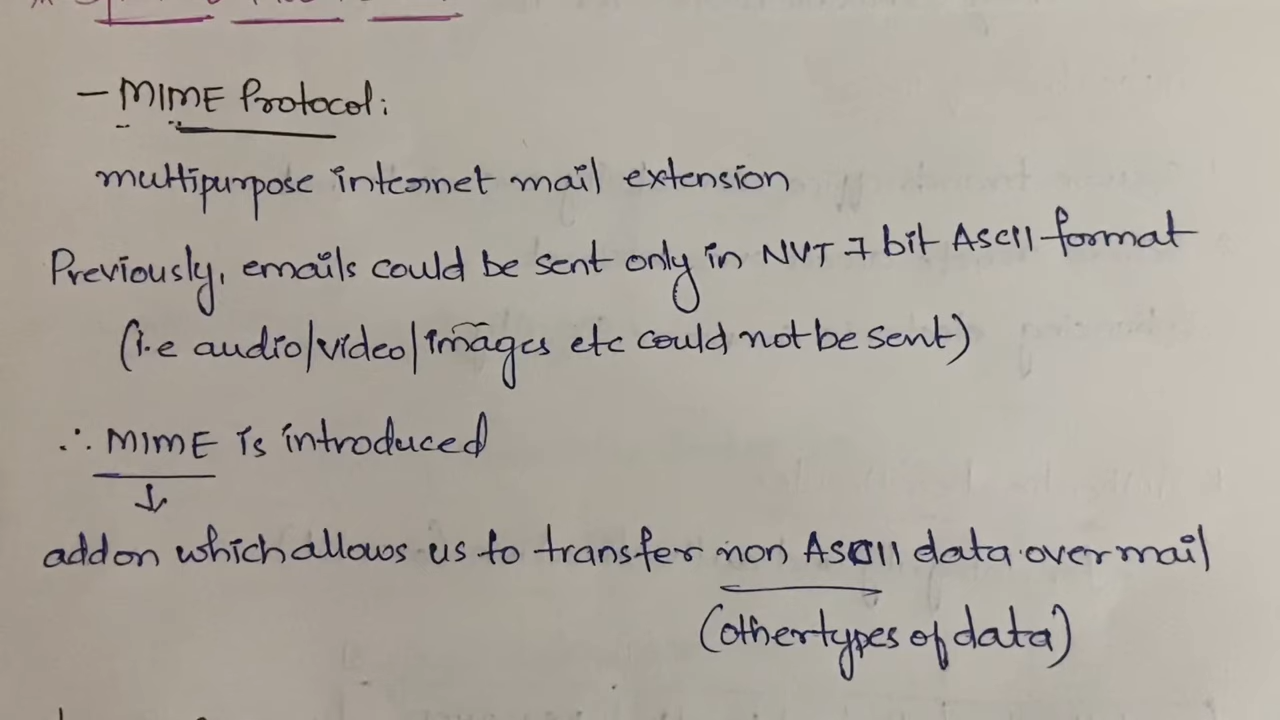 - MIME Protocol:
multipurpose internet mail extension
Previously, emails could be sent only in NVT 7 bit ASCII format
(i.e audio/video/images etc could not be sent)
∴ MIME is introduced
↓
addon which allows us to transfer non ASCII data over mail
(other types of data)